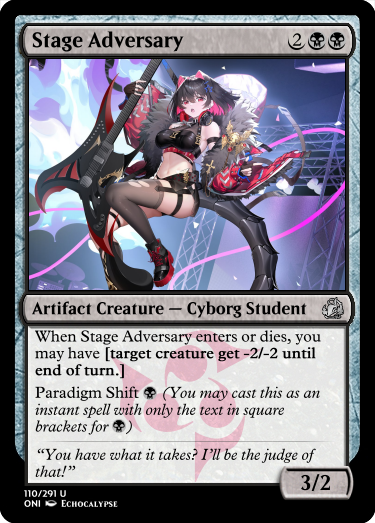 Stage Adversary 2
Artifact Creature — Cyborg Student
When Stage Adversary enters or dies, you
may have [target creature get -2/-2 until
end of turn.]
Paradigm Shift (You may cast this as an
instant spell with only the text in square
brackets for )
“You have what it takes? I’ll be the judge of
that!”
3/2
110/291 U
ONI Echocalypse